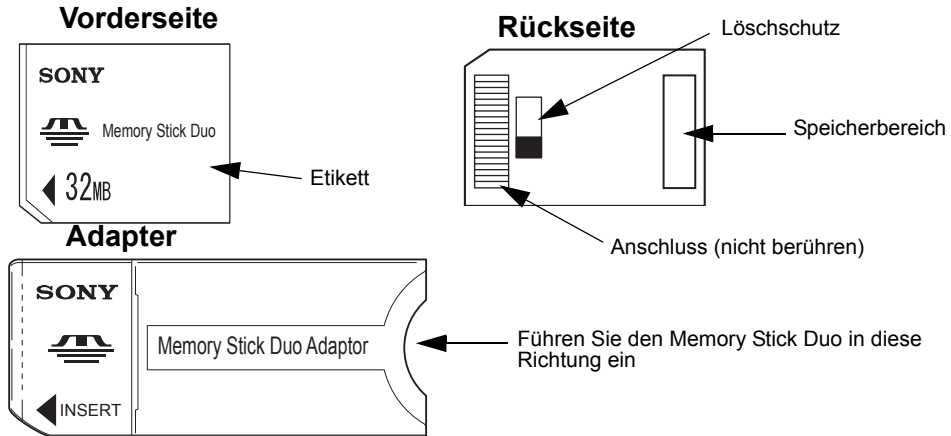 Vorderseite
SONY
Memory Stick Duo
32MB
Etikett
Rückseite
Löschschutz
Speicherbereich
Anschluss (nicht berühren)
Adapter
SONY
Memory Stick Duo Adaptor
INSERT
Führen Sie den Memory Stick Duo in diese
Richtung ein